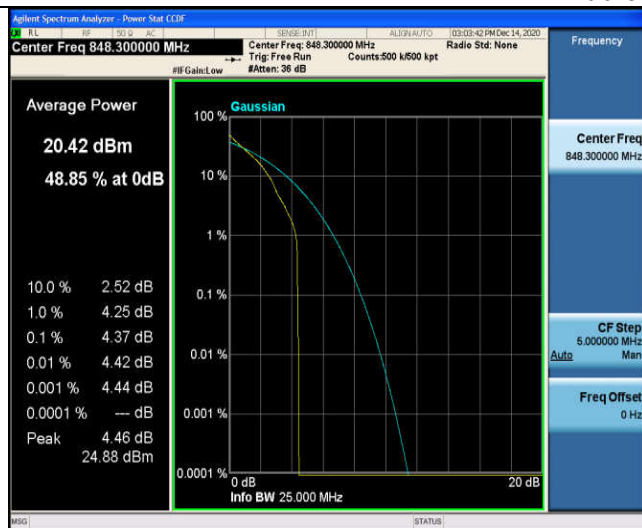 Agilent Spectrum Analyzer - Power Stat CCDF
RL RF 50 Ω AC SENSE:INT ALIGN AUTO 03:03:42 PM Dec 14, 2020
Center Freq 848.300000 MHz
Center Freq: 848.300000 MHz
Radio Std: None
Trig: Free Run Counts:500 k/500 kpt
#IFGain:Low #Atten: 36 dB
Frequency
Average Power
20.42 dBm
48.85 % at 0dB
10.0 % 2.52 dB
1.0 % 4.25 dB
0.1 % 4.37 dB
0.01 % 4.42 dB
0.001 % 4.44 dB
0.0001 % --- dB
Peak 4.46 dB
24.88 dBm
Gaussian
100 %
10 %
1 %
0.1 %
0.01 %
0.001 %
0.0001 %
0 dB 20 dB
Info BW 25.000 MHz
Center Freq
848.300000 MHz
CF Step
5.000000 MHz
Auto Man
Freq Offset
0 Hz
MSG STATUS